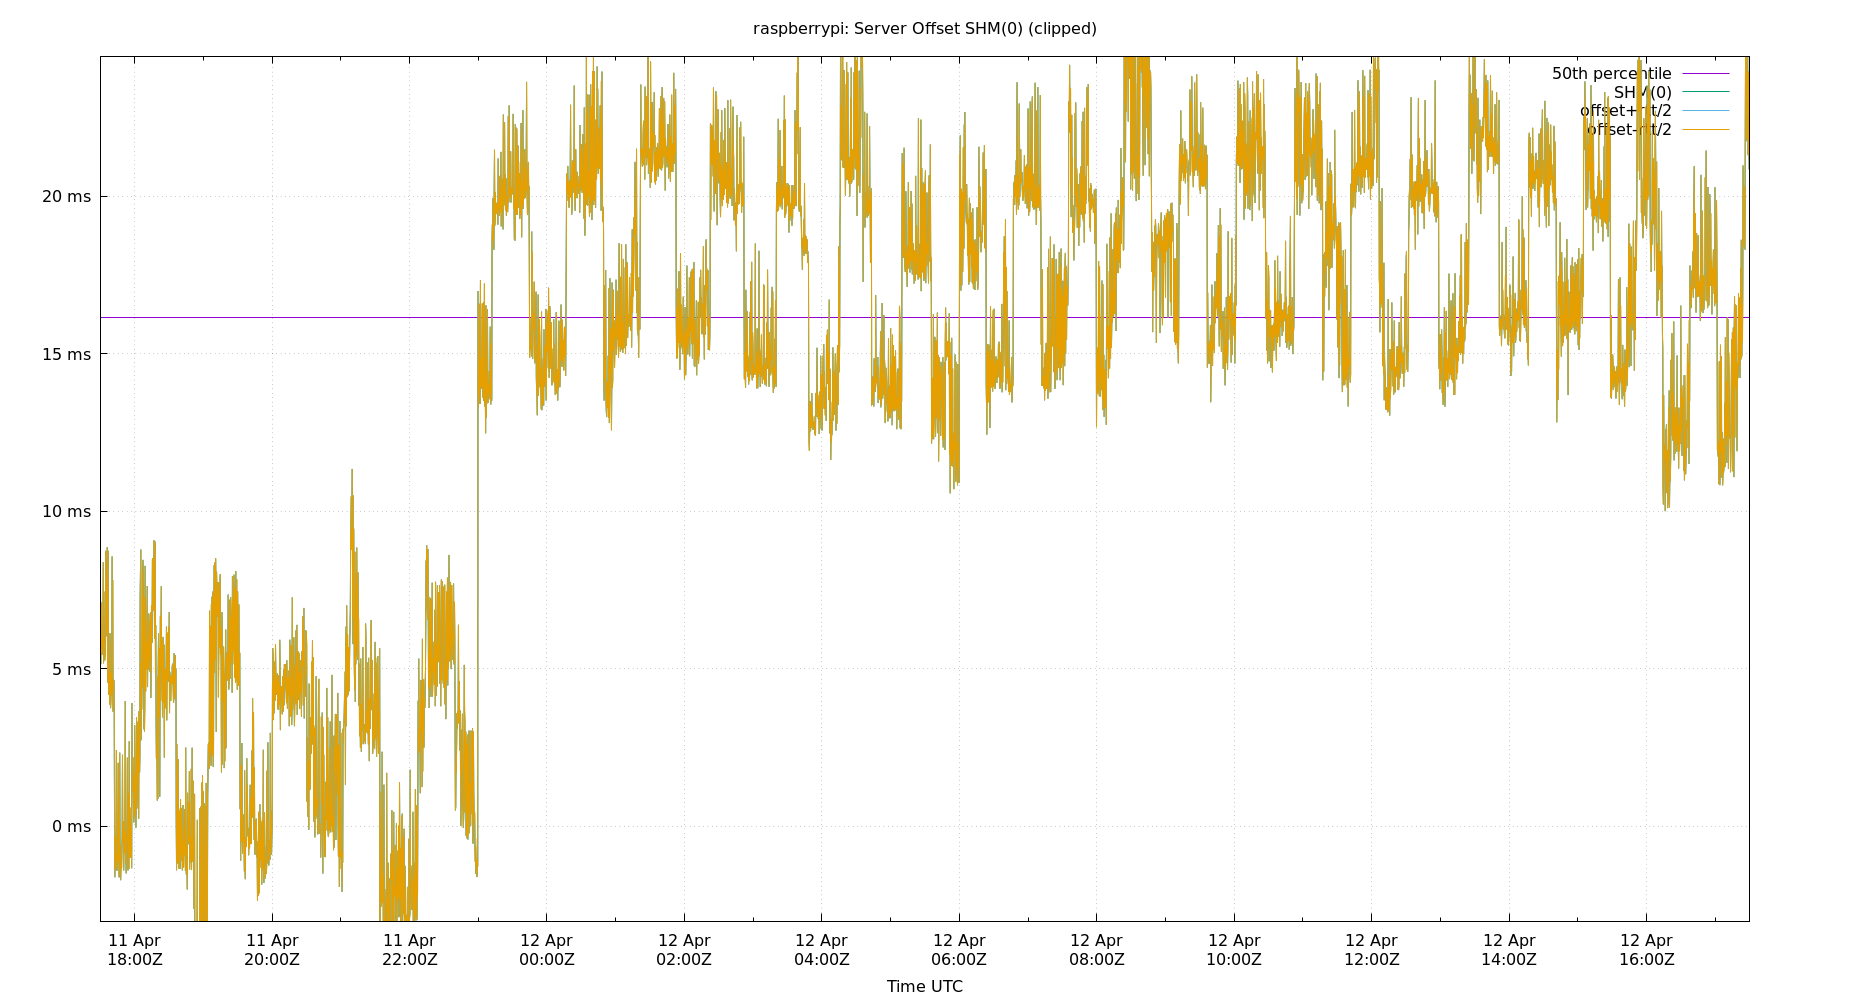 raspberrypi: Server Offset SHM(0) (clipped)
50th percentile
SHM(0)
offset+rtt/2
offset-rtt/2
20 ms
15 ms
10 ms
5 ms
0 ms
11 Apr 11 Apr 11 Apr 12 Apr 12 Apr 12 Apr 12 Apr 12 Apr 12 Apr 12 Apr 12 Apr 12 Apr
18:00Z 20:00Z 22:00Z 00:00Z 02:00Z 04:00Z 06:00Z 08:00Z 10:00Z 12:00Z 14:00Z 16:00Z
Time UTC